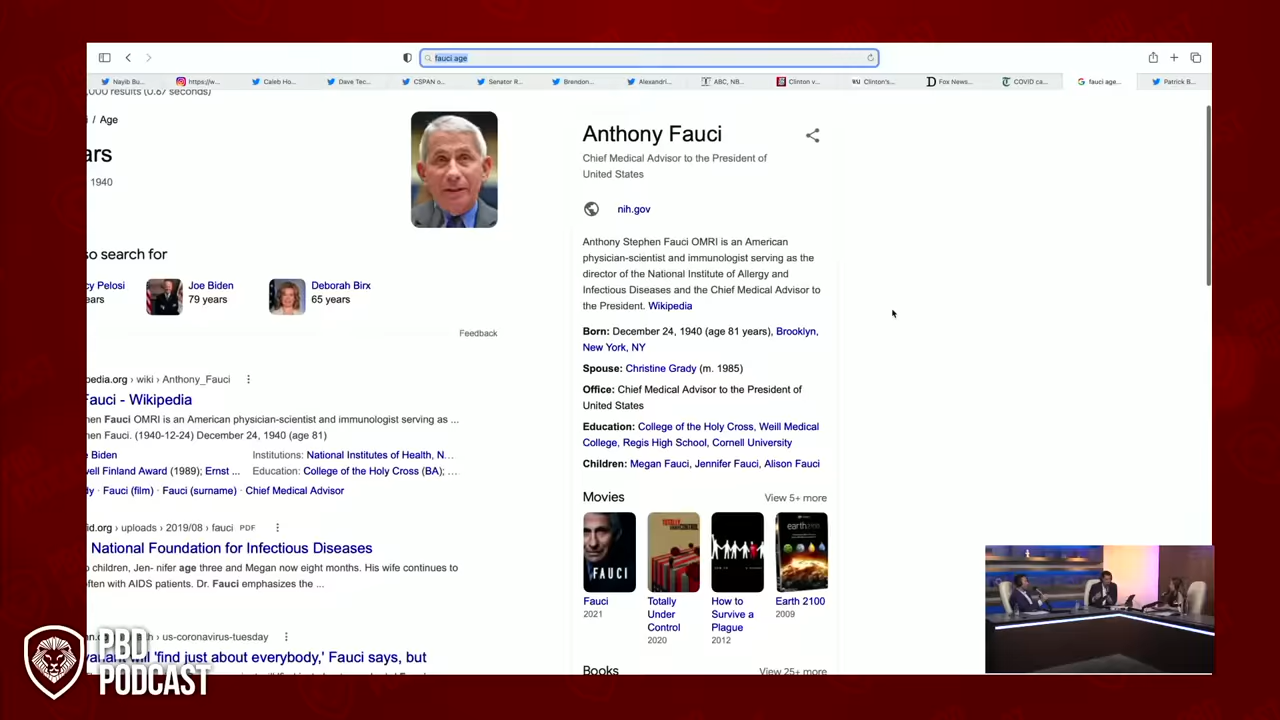 fauci age
Nayib Bu...
https://w...
Caleb Ho...
Dave Tec...
CSPAN o...
Senator R...
Brendon...
Alexandri...
ABC, NB...
Clinton v...
Clinton's...
Fox News...
COVID ca...
fauci age...
Patrick B...
,000 results (0.67 seconds)
/ Age
ars
1940
so search for
cy Pelosi
ears
Joe Biden
79 years
Deborah Birx
65 years
Feedback
pedia.org › wiki › Anthony_Fauci
Fauci - Wikipedia
hen Fauci OMRI is an American physician-scientist and immunologist serving as ...
hen Fauci. (1940-12-24) December 24, 1940 (age 81)
e Biden
Institutions: National Institutes of Health, N...
well Finland Award (1989); Ernst ...
Education: College of the Holy Cross (BA); ...
dy · Fauci (film) · Fauci (surname) · Chief Medical Advisor
id.org › uploads › 2019/08 › fauci PDF
National Foundation for Infectious Diseases
o children, Jen- nifer age three and Megan now eight months. His wife continues to
often with AIDS patients. Dr. Fauci emphasizes the ...
› us-coronavirus-tuesday
will 'find just about everybody,' Fauci says, but
Anthony Fauci
Chief Medical Advisor to the President of
United States
nih.gov
Anthony Stephen Fauci OMRI is an American
physician-scientist and immunologist serving as the
director of the National Institute of Allergy and
Infectious Diseases and the Chief Medical Advisor to
the President. Wikipedia
Born: December 24, 1940 (age 81 years), Brooklyn,
New York, NY
Spouse: Christine Grady (m. 1985)
Office: Chief Medical Advisor to the President of
United States
Education: College of the Holy Cross, Weill Medical
College, Regis High School, Cornell University
Children: Megan Fauci, Jennifer Fauci, Alison Fauci
Movies
View 5+ more
FAUCI
Fauci
2021
Totally
Under
Control
2020
How to
Survive a
Plague
2012
earth
Earth 2100
2009
Books
View 25+ more
PBD
PODCAST